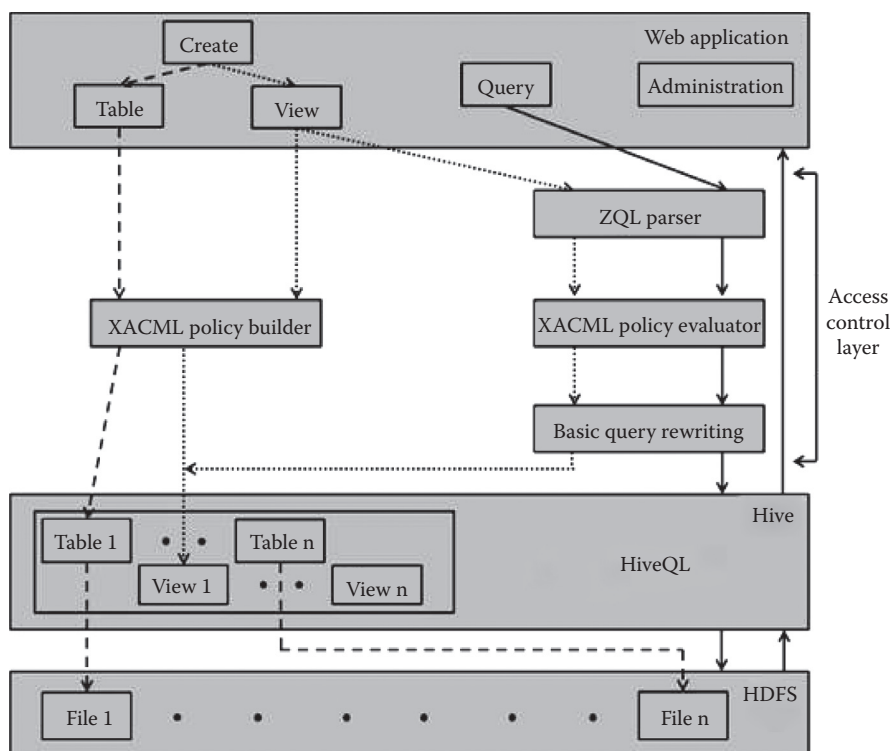 Create
Web application
Table
View
Query
Administration
ZQL parser
XACML policy builder
XACML policy evaluator
Access
control
layer
Basic query rewriting
Hive
Table 1
Table n
HiveQL
View 1
View n
HDFS
File 1
File n